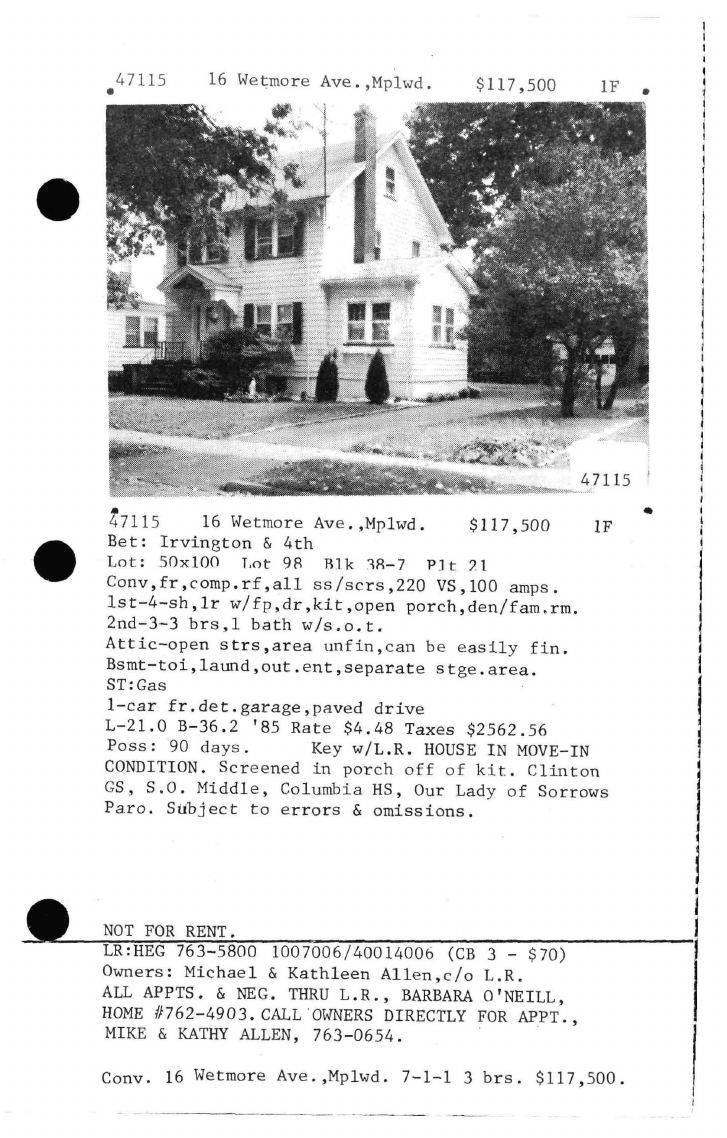 47115 16 Wetmore Ave.,Mplwd. $117,500 1F
47115
47115 16 Wetmore Ave.,Mplwd. $117,500 1F
Bet: Irvington & 4th
Lot: 50x100 Lot 98 Blk 38-7 Plt 21
Conv,fr,comp.rf,all ss/scrs,220 VS,100 amps.
1st-4-sh,lr w/fp,dr,kit,open porch,den/fam.rm.
2nd-3-3 brs,1 bath w/s.o.t.
Attic-open strs,area unfin,can be easily fin.
Bsmt-toi,laund,out.ent,separate stge.area.
ST:Gas
1-car fr.det.garage,paved drive
L-21.0 B-36.2 '85 Rate $4.48 Taxes $2562.56
Poss: 90 days. Key w/L.R. HOUSE IN MOVE-IN
CONDITION. Screened in porch off of kit. Clinton
GS, S.O. Middle, Columbia HS, Our Lady of Sorrows
Paro. Subject to errors & omissions.
NOT FOR RENT.
LR:HEG 763-5800 1007006/40014006 (CB 3 - $70)
Owners: Michael & Kathleen Allen,c/o L.R.
ALL APPTS. & NEG. THRU L.R., BARBARA O'NEILL,
HOME #762-4903. CALL OWNERS DIRECTLY FOR APPT.,
MIKE & KATHY ALLEN, 763-0654.
Conv. 16 Wetmore Ave.,Mplwd. 7-1-1 3 brs. $117,500.